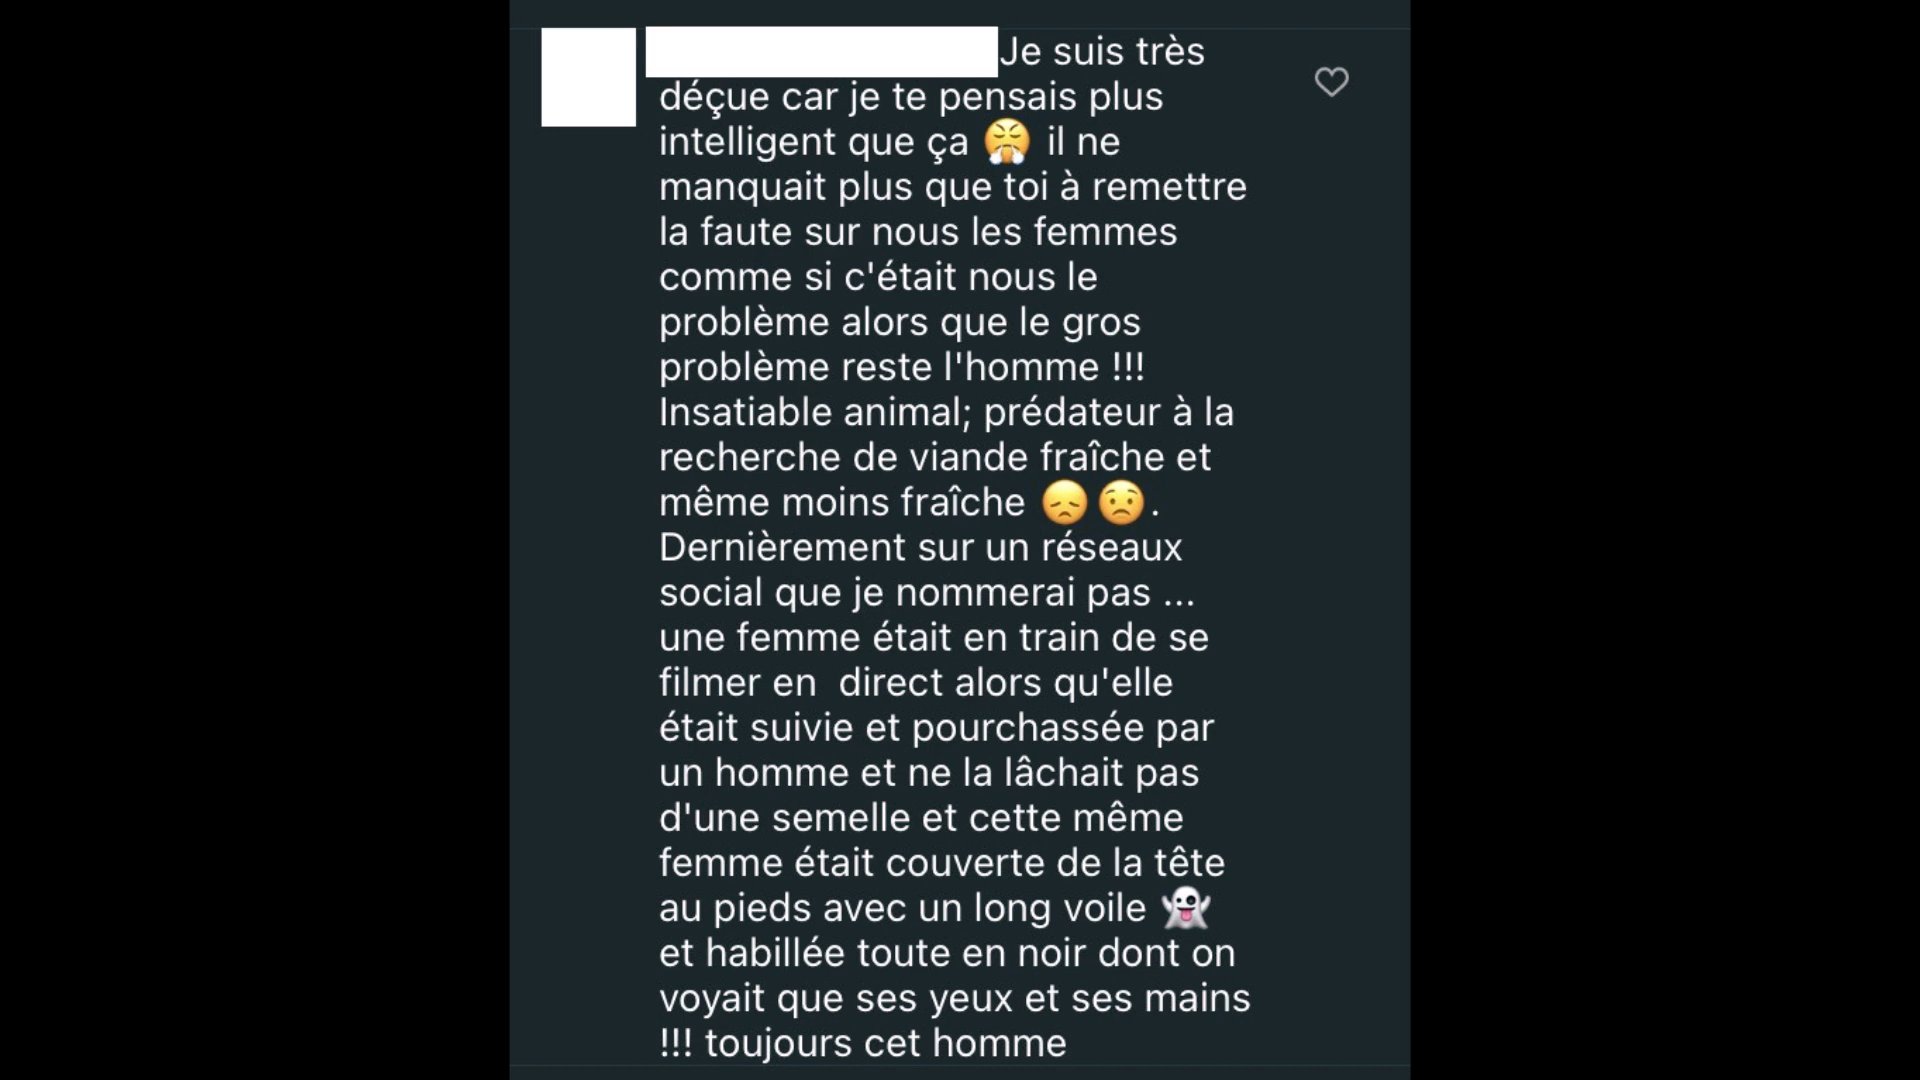 Je suis très
déçue car je te pensais plus
intelligent que ça 😤 il ne
manquait plus que toi à remettre
la faute sur nous les femmes
comme si c'était nous le
problème alors que le gros
problème reste l'homme !!!
Insatiable animal; prédateur à la
recherche de viande fraîche et
même moins fraîche 😞😟.
Dernièrement sur un réseaux
social que je nommerai pas ...
une femme était en train de se
filmer en  direct alors qu'elle
était suivie et pourchassée par
un homme et ne la lâchait pas
d'une semelle et cette même
femme était couverte de la tête
au pieds avec un long voile 👻
et habillée toute en noir dont on
voyait que ses yeux et ses mains
!!! toujours cet homme